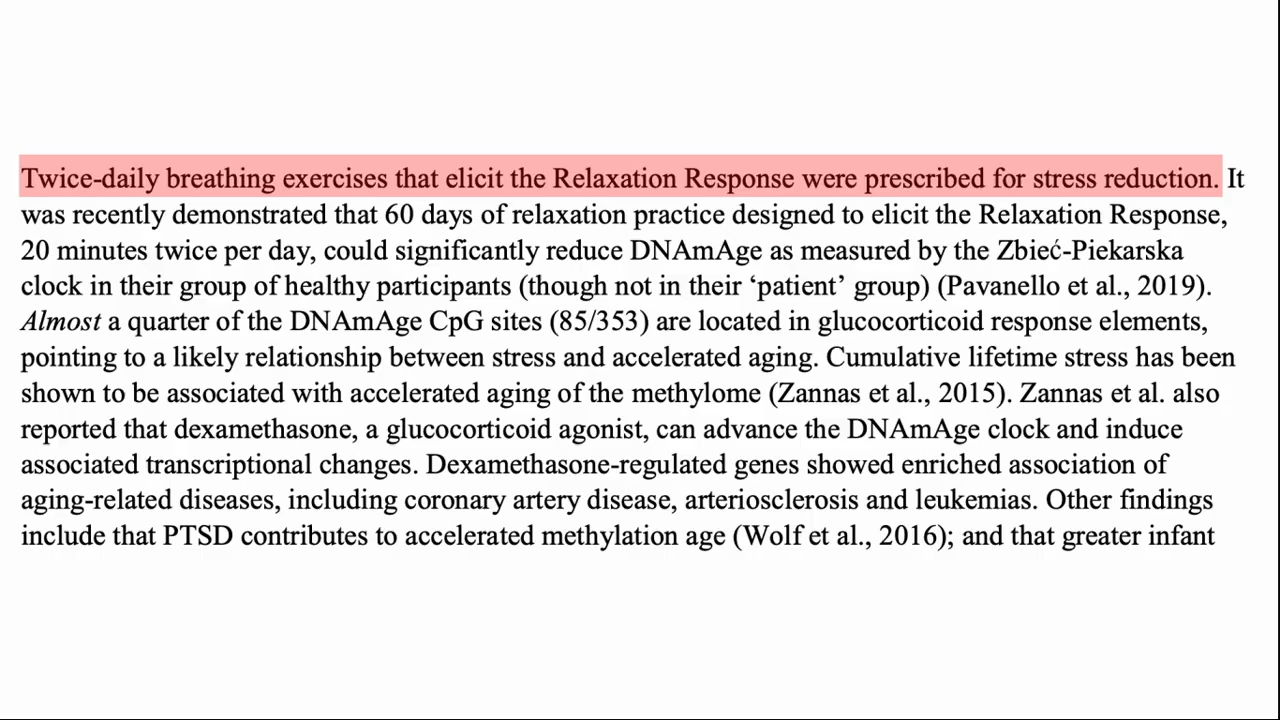 Twice-daily breathing exercises that elicit the Relaxation Response were prescribed for stress reduction. It
was recently demonstrated that 60 days of relaxation practice designed to elicit the Relaxation Response,
20 minutes twice per day, could significantly reduce DNAmAge as measured by the Zbieć-Piekarska
clock in their group of healthy participants (though not in their ‘patient’ group) (Pavanello et al., 2019).
Almost a quarter of the DNAmAge CpG sites (85/353) are located in glucocorticoid response elements,
pointing to a likely relationship between stress and accelerated aging. Cumulative lifetime stress has been
shown to be associated with accelerated aging of the methylome (Zannas et al., 2015). Zannas et al. also
reported that dexamethasone, a glucocorticoid agonist, can advance the DNAmAge clock and induce
associated transcriptional changes. Dexamethasone-regulated genes showed enriched association of
aging-related diseases, including coronary artery disease, arteriosclerosis and leukemias. Other findings
include that PTSD contributes to accelerated methylation age (Wolf et al., 2016); and that greater infant